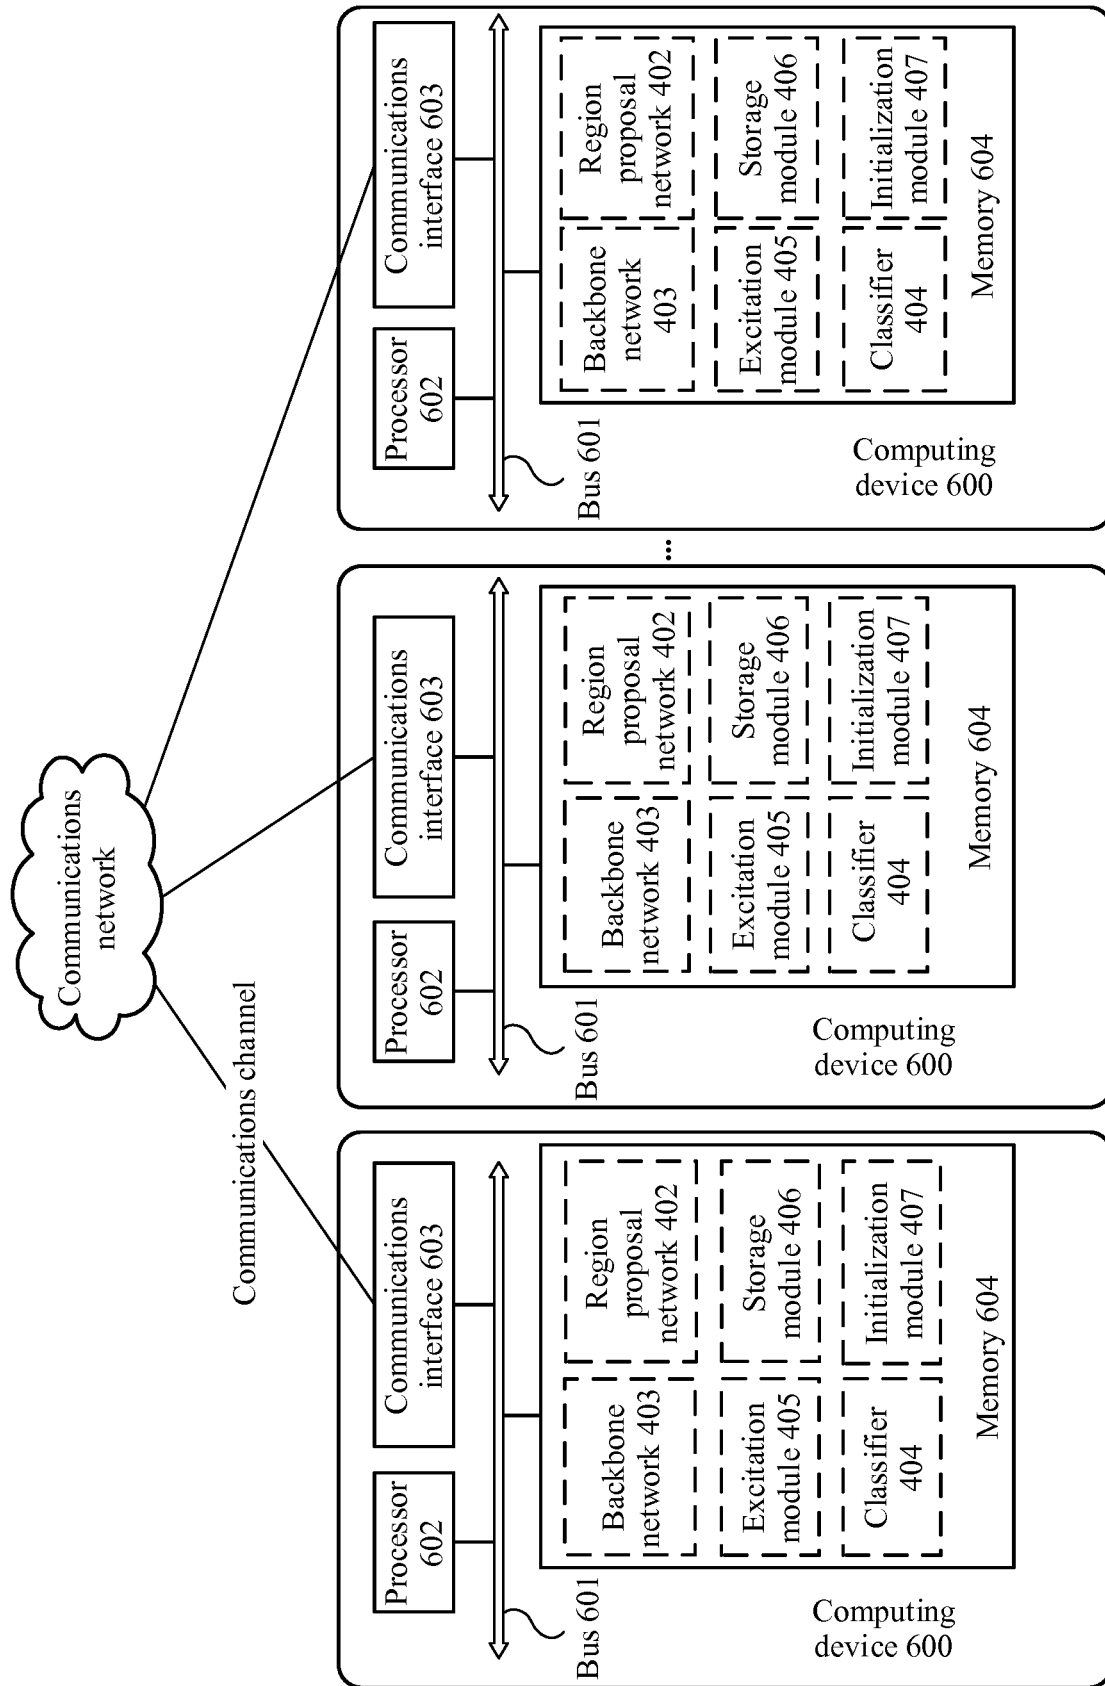 Communications
network
Communications channel
Processor
602
Communications
interface 603
Bus 601
Backbone
network 403
Region
proposal
network 402
Excitation
module 405
Storage
module 406
Classifier
404
Initialization
module 407
Memory 604
Computing
device 600
Processor
602
Communications
interface 603
Bus 601
Backbone
network 403
Region
proposal
network 402
Excitation
module 405
Storage
module 406
Classifier
404
Initialization
module 407
Memory 604
Computing
device 600
...
Processor
602
Communications
interface 603
Bus 601
Backbone
network
403
Region
proposal
network 402
Excitation
module 405
Storage
module 406
Classifier
404
Initialization
module 407
Memory 604
Computing
device 600